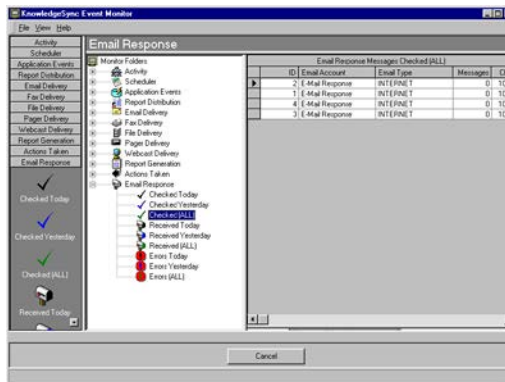 KnowledgeSync Event Monitor
File View Help
Activity
Scheduler
Application Events
Report Distribution
Email Delivery
Fax Delivery
File Delivery
Pager Delivery
Webcast Delivery
Report Generation
Actions Taken
Email Response
Checked Today
Checked Yesterday
Checked (ALL)
Received Today
Email Response
Monitor Folders
Activity
Scheduler
Application Events
Report Distribution
Email Delivery
Fax Delivery
File Delivery
Pager Delivery
Webcast Delivery
Report Generation
Actions Taken
Email Response
Checked Today
Checked Yesterday
Checked (ALL)
Received Today
Received Yesterday
Received (ALL)
Errors Today
Errors Yesterday
Errors (ALL)
Email Response Messages Checked (ALL)
ID Email Account Email Type Messages
2 E-Mail Response INTERNET 0 10
1 E-Mail Response INTERNET 0 10
4 E-Mail Response INTERNET 0 10
3 E-Mail Response INTERNET 0 10
Cancel